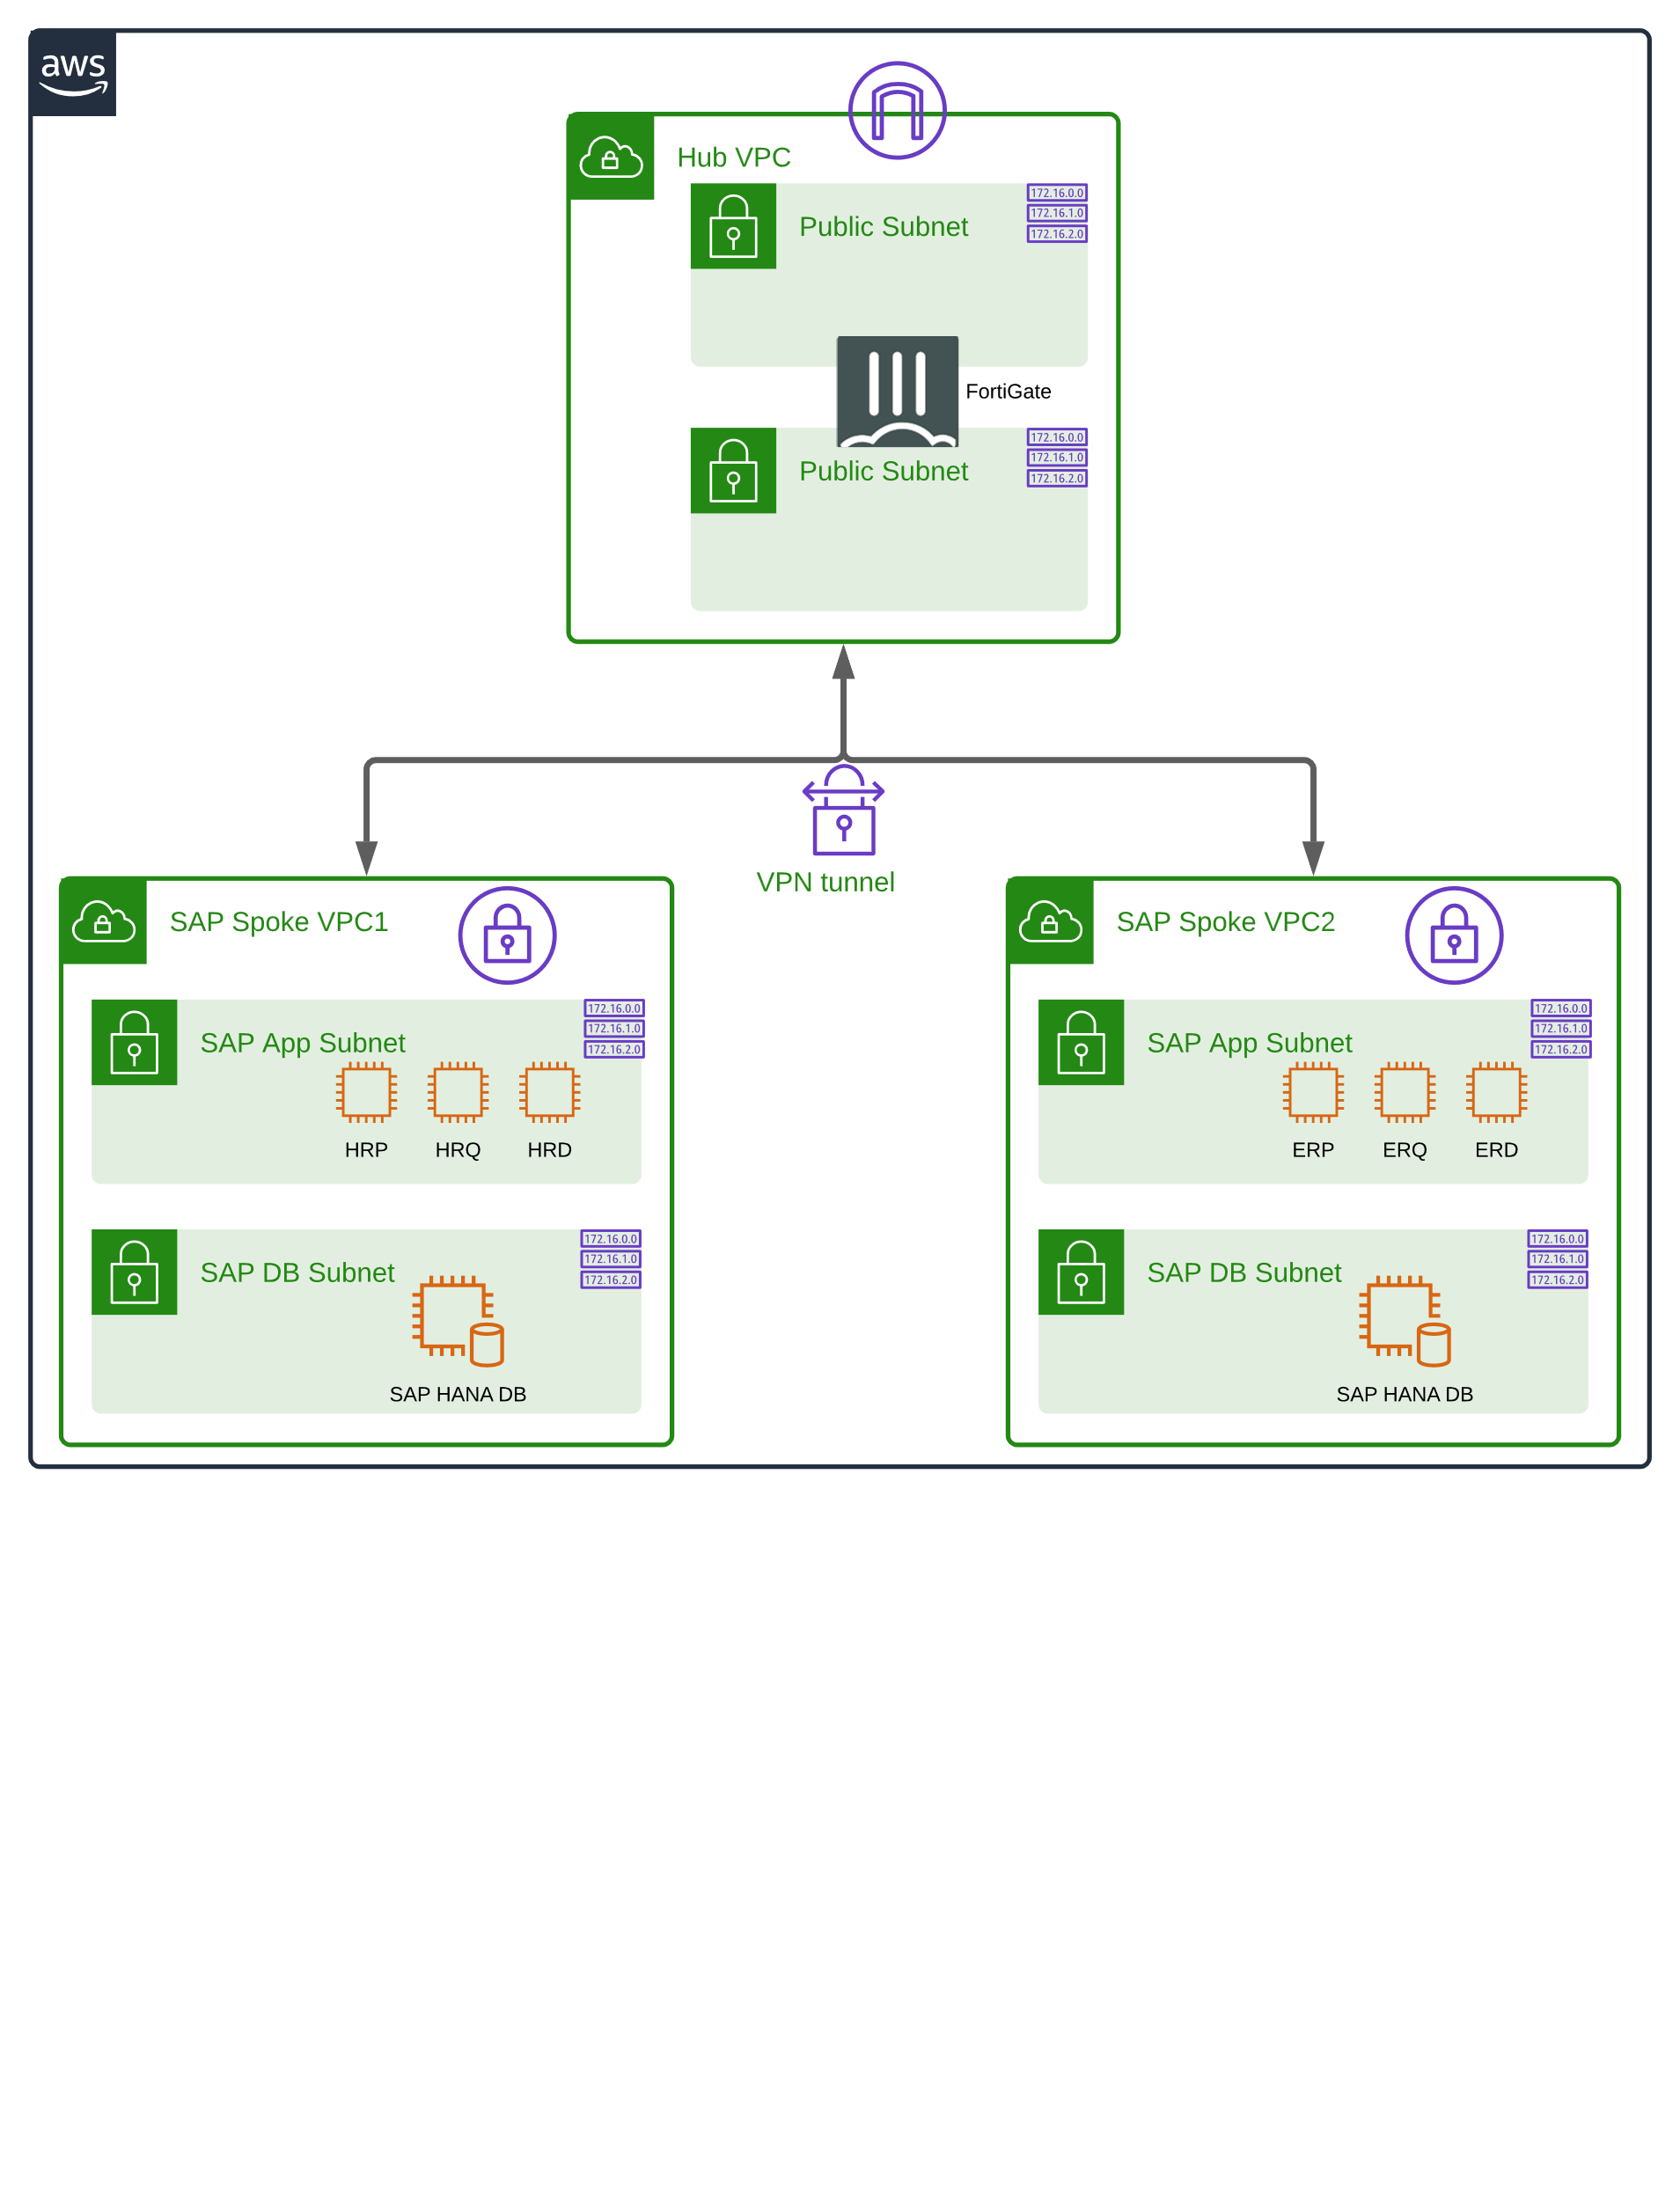 aws
Hub VPC
Public Subnet
172.16.0.0
172.16.1.0
172.16.2.0
FortiGate
Public Subnet
172.16.0.0
172.16.1.0
172.16.2.0
VPN tunnel
SAP Spoke VPC1
SAP App Subnet
172.16.0.0
172.16.1.0
172.16.2.0
HRP
HRQ
HRD
SAP DB Subnet
172.16.0.0
172.16.1.0
172.16.2.0
SAP HANA DB
SAP Spoke VPC2
SAP App Subnet
172.16.0.0
172.16.1.0
172.16.2.0
ERP
ERQ
ERD
SAP DB Subnet
172.16.0.0
172.16.1.0
172.16.2.0
SAP HANA DB